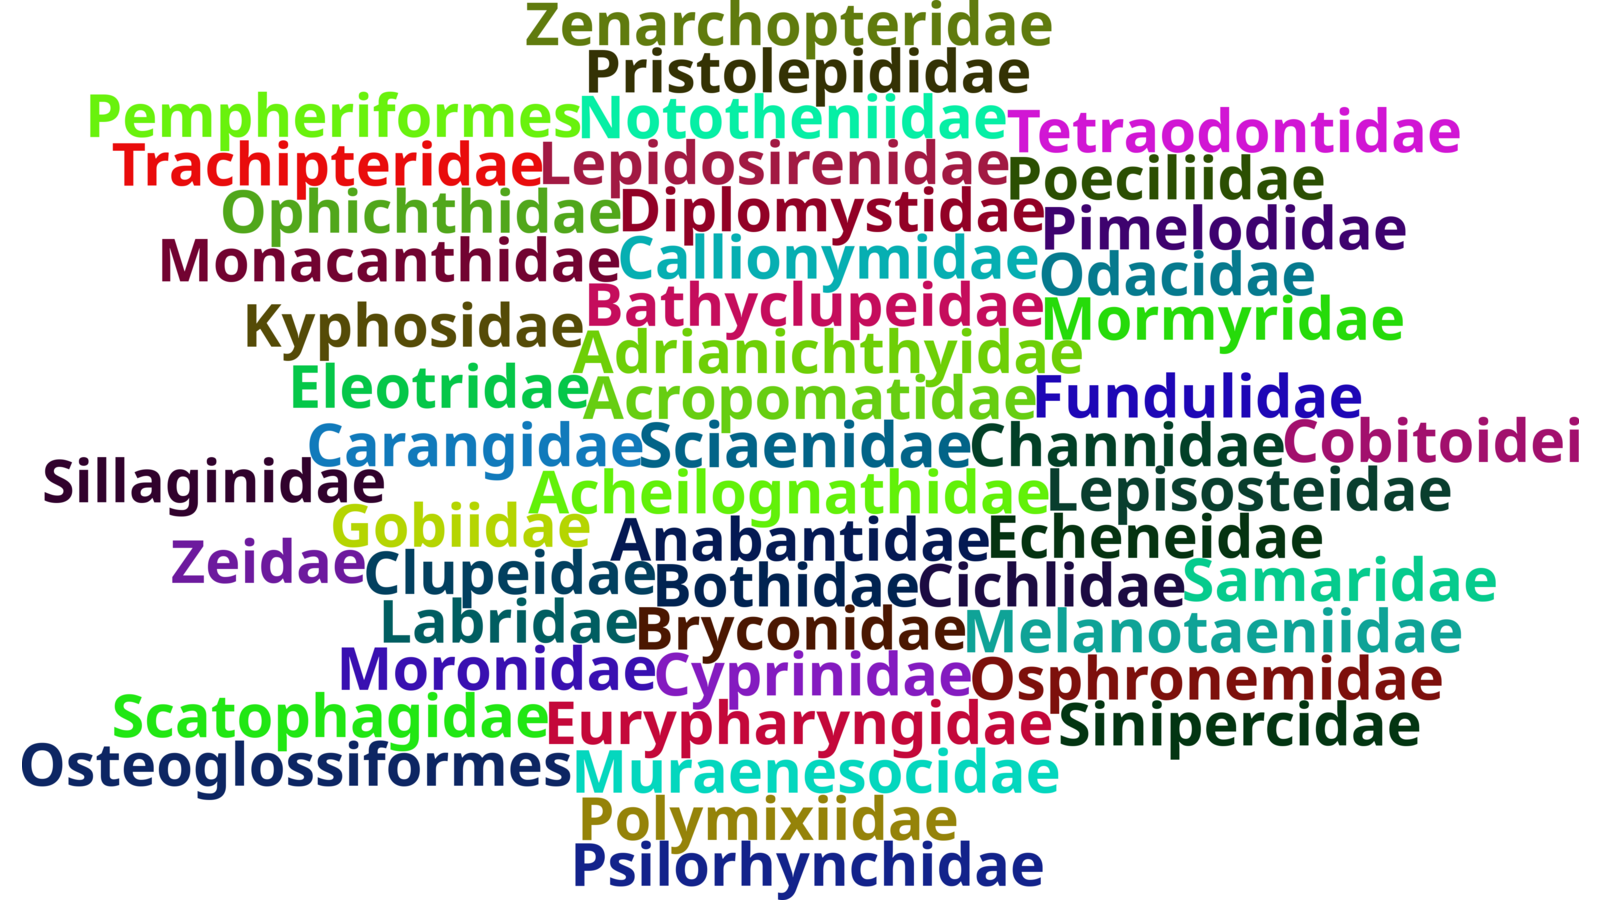 Zenarchopteridae
Pristolepididae
Pempheriformes Nototheniidae Tetraodontidae
Trachipteridae Lepidosirenidae Poeciliidae
Ophichthidae Diplomystidae Pimelodidae
Monacanthidae Callionymidae Odacidae
Kyphosidae Bathyclupeidae Mormyridae
Adrianichthyidae
Eleotridae Acropomatidae Fundulidae
Carangidae Sciaenidae Channidae Cobitoidei
Sillaginidae Acheilognathidae Lepisosteidae
Gobiidae Anabantidae Echeneidae
Zeidae Clupeidae Bothidae Cichlidae Samaridae
Labridae Bryconidae Melanotaeniidae
Moronidae Cyprinidae Osphronemidae
Scatophagidae Eurypharyngidae Sinipercidae
Osteoglossiformes Muraenesocidae
Polymixiidae
Psilorhynchidae